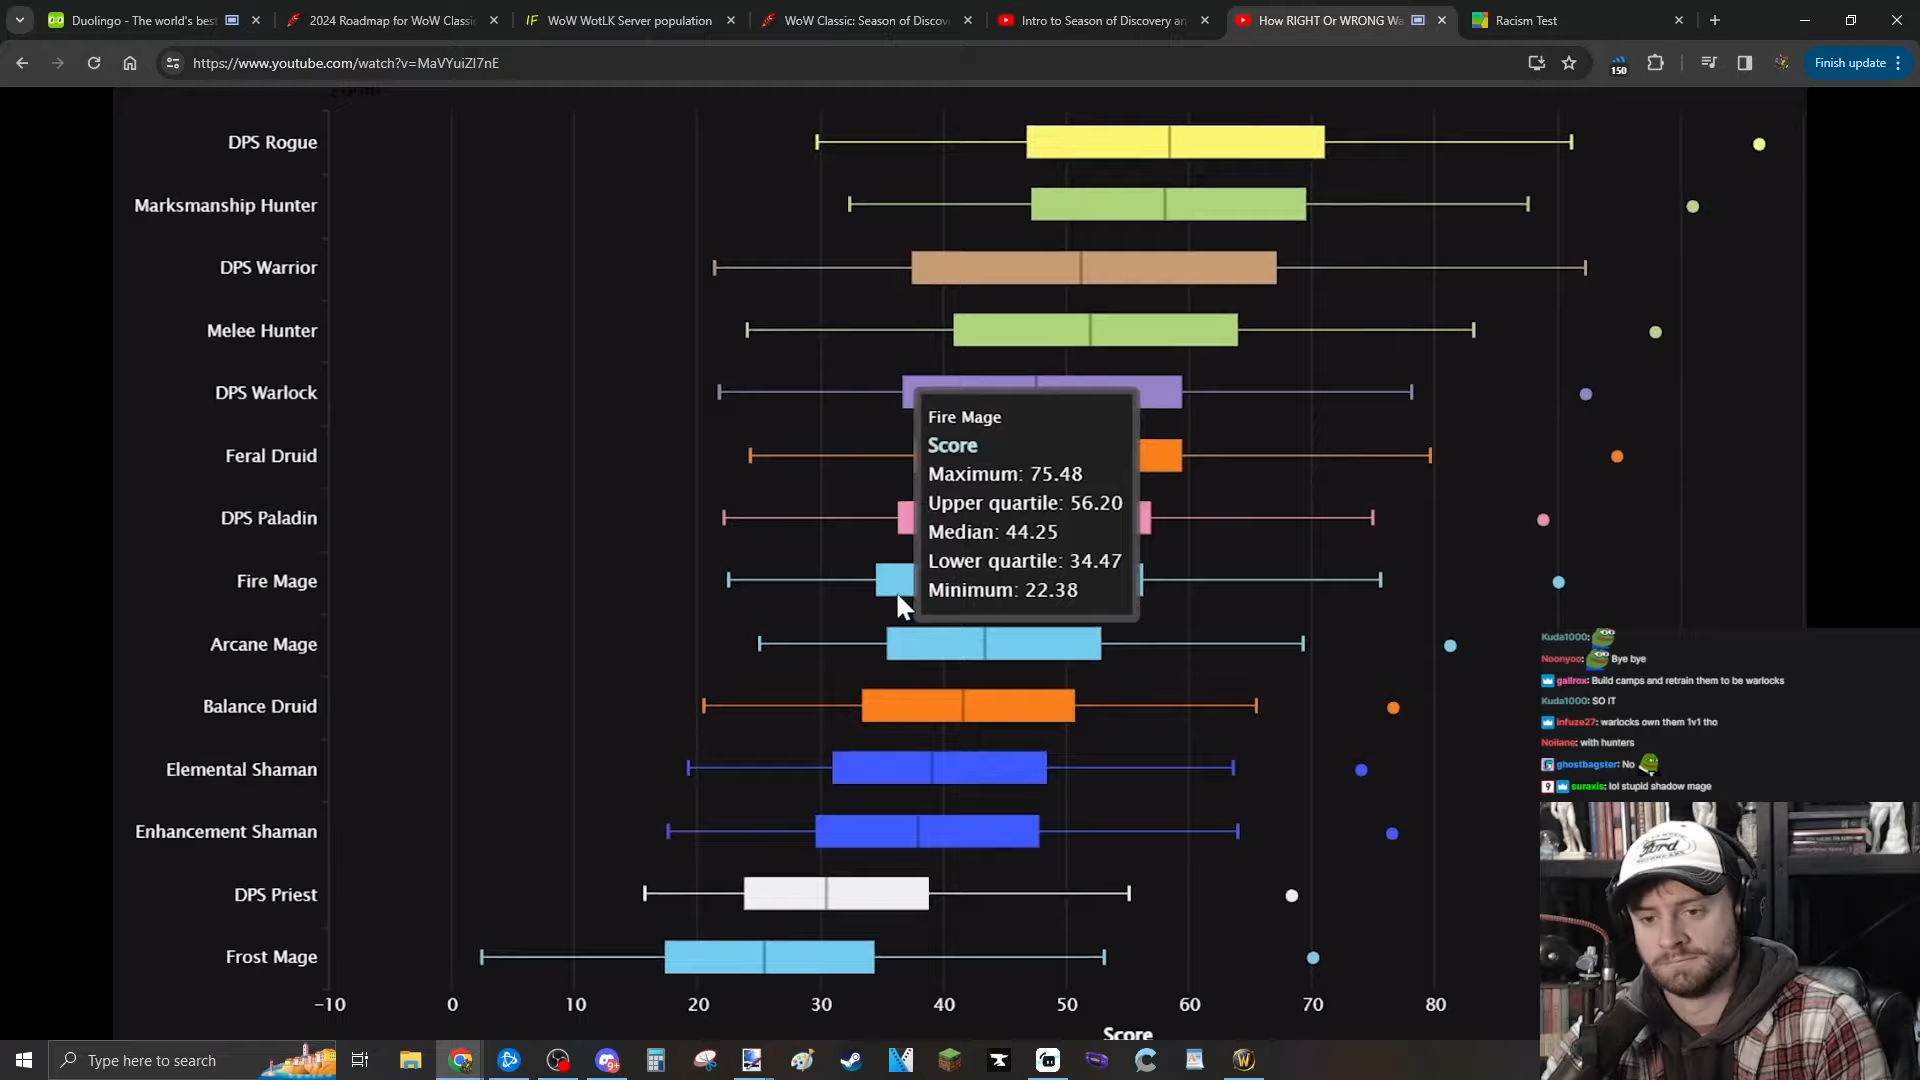 Duolingo - The world's best
2024 Roadmap for WoW Classic
IF WoW WotLK Server population
WoW Classic: Season of Discov
Intro to Season of Discovery an
How RIGHT Or WRONG Wa
Racism Test
https://www.youtube.com/watch?v=MaVYuiZI7nE
150
Finish update
DPS Rogue
Marksmanship Hunter
DPS Warrior
Melee Hunter
DPS Warlock
Feral Druid
DPS Paladin
Fire Mage
Arcane Mage
Balance Druid
Elemental Shaman
Enhancement Shaman
DPS Priest
Frost Mage
Fire Mage
Score
Maximum: 75.48
Upper quartile: 56.20
Median: 44.25
Lower quartile: 34.47
Minimum: 22.38
-10 0 10 20 30 40 50 60 70 80
Score
Kuda1000:
Noonyoo: Bye bye
gallrox: Build camps and retrain them to be warlocks
Kuda1000: SO IT
infuze27: warlocks own them 1v1 tho
Noilane: with hunters
ghostbagster: No
9 suraxis: lol stupid shadow mage
Ford
Type here to search
9+